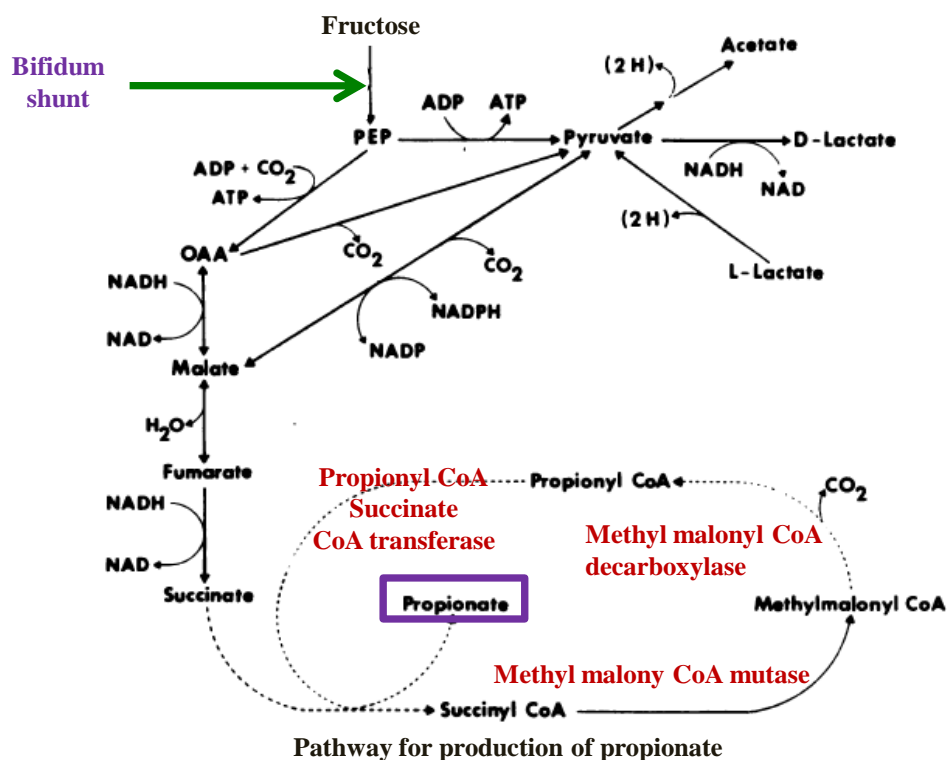 Fructose
Bifidum
shunt
Acetate
(2 H)
ADP ATP
PEP
Pyruvate
D-Lactate
NADH
NAD
ADP + CO2
ATP
(2H)
L-Lactate
OAA
CO2
CO2
NADH
NADPH
NAD
NADP
Malate
H2O
Fumarate
Propionyl CoA
Succinate
CoA transferase
Propionyl CoA
CO2
NADH
Methyl malonyl CoA
decarboxylase
NAD
Succinate
Propionate
Methylmalonyl CoA
Methyl malony CoA mutase
Succinyl CoA
Pathway for production of propionate